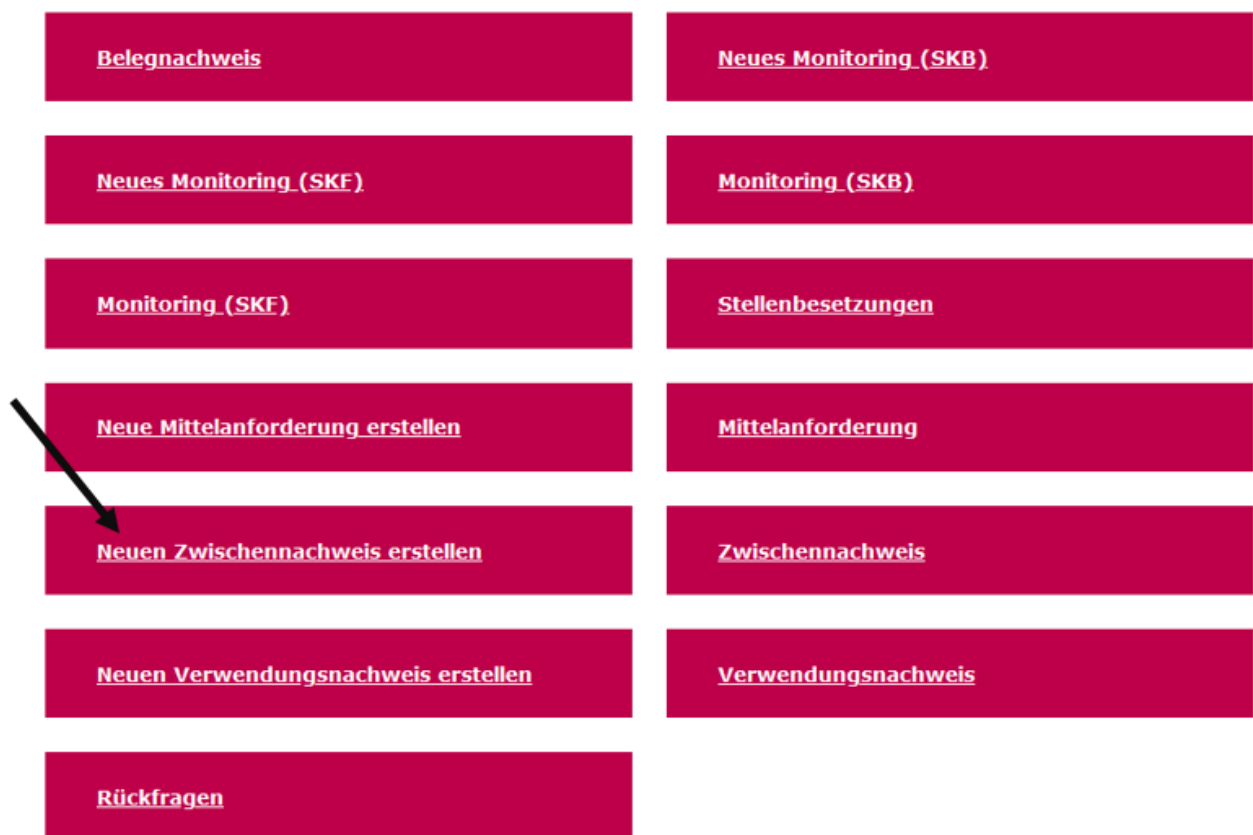 Belegnachweis
Neues Monitoring (SKB)
Neues Monitoring (SKF)
Monitoring (SKB)
Monitoring (SKF)
Stellenbesetzungen
Neue Mittelanforderung erstellen
Mittelanforderung
Neuen Zwischennachweis erstellen
Zwischennachweis
Neuen Verwendungsnachweis erstellen
Verwendungsnachweis
Rückfragen